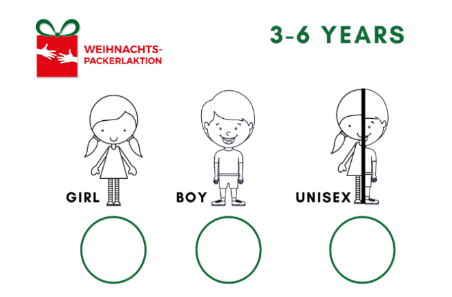 3-6 YEARS
WEIHNACHTS-
PACKERLAKTION
GIRL
BOY
UNISEX